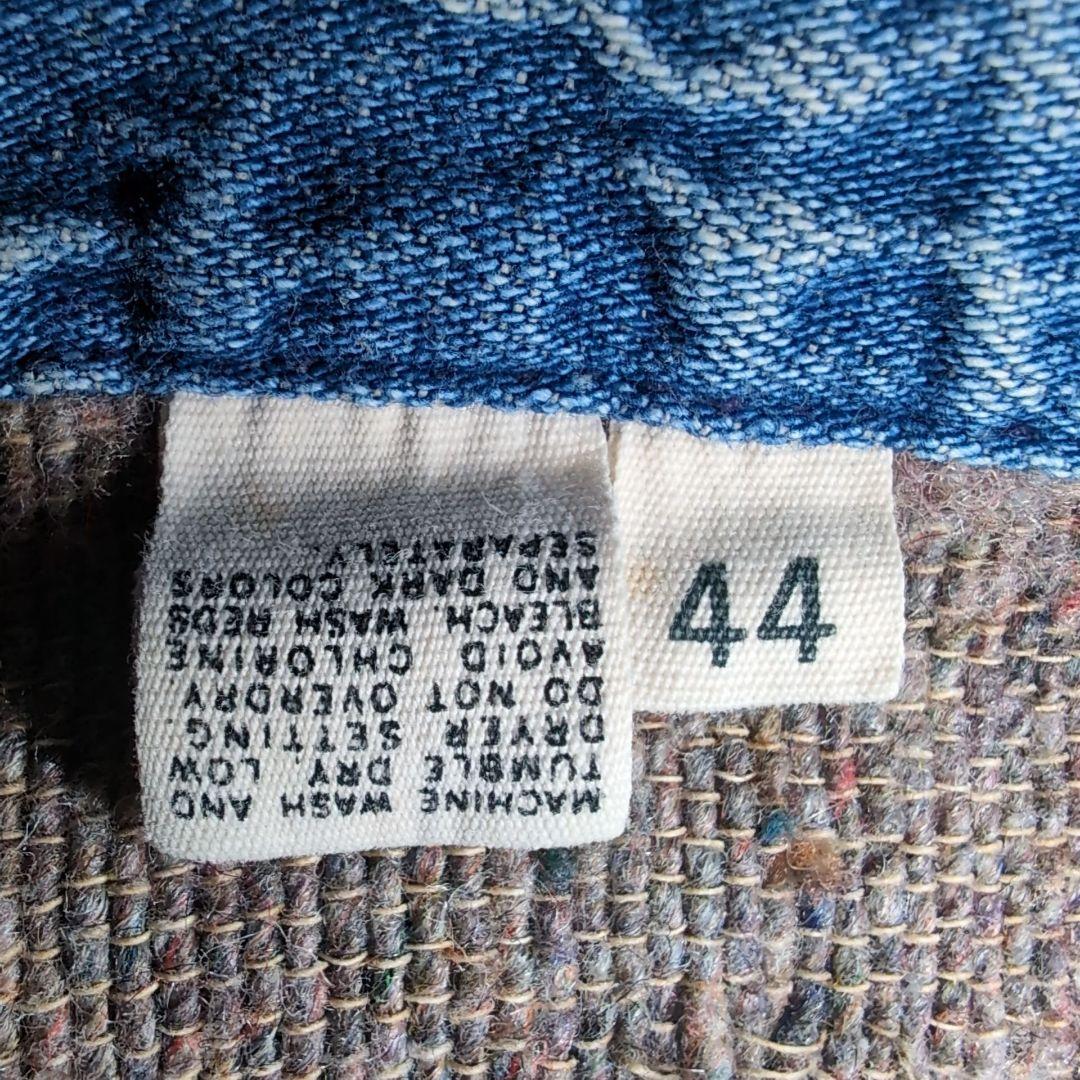 MACHINE WASH AND
TUMBLE DRY, LOW
DRYER SETTING.
DO NOT OVERDRY
AVOID CHLORINE
BLEACH. WASH REDS
AND DARK COLORS
SEPARATELY.
44